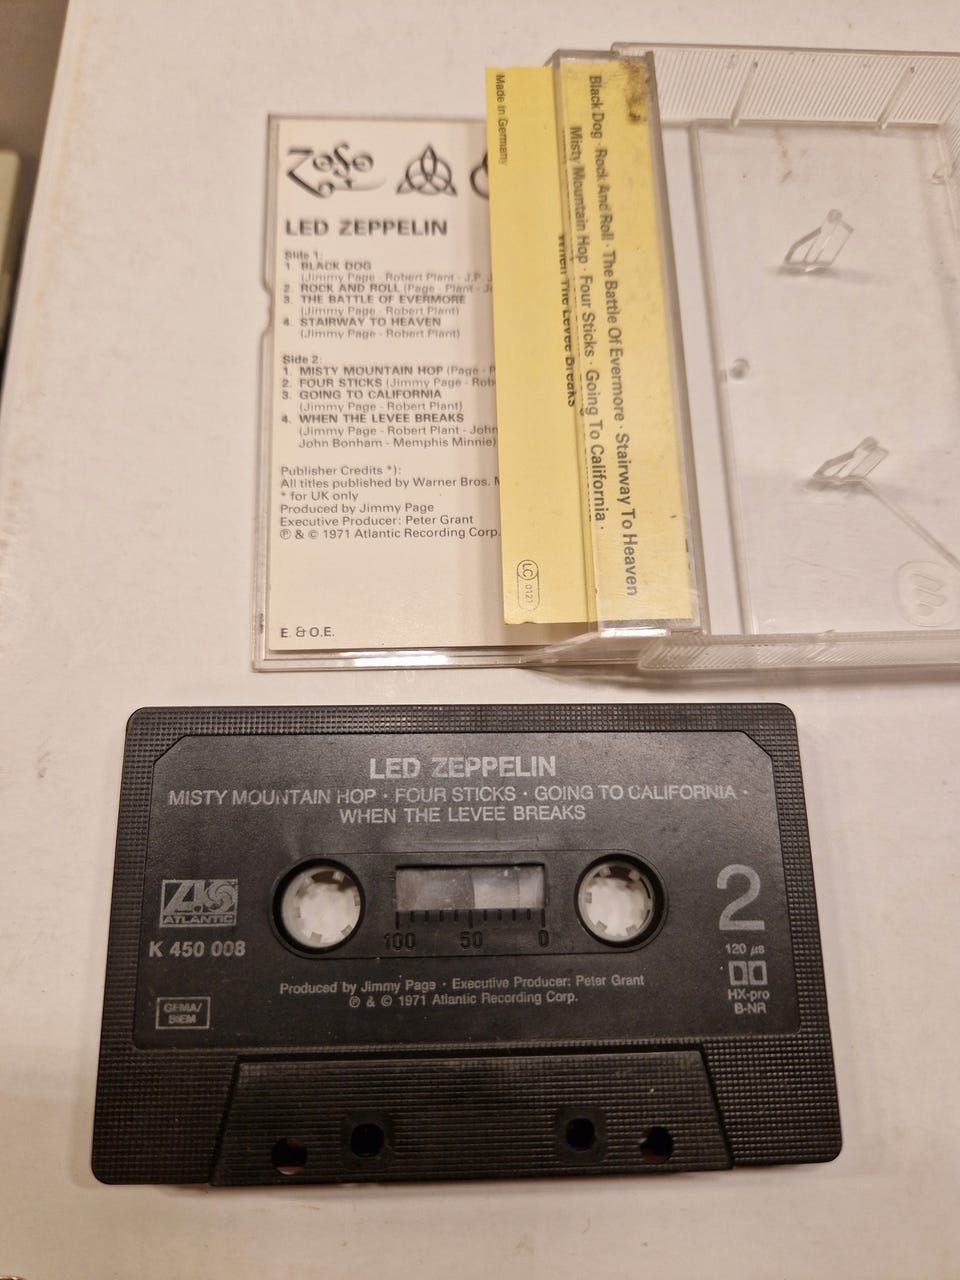 ZoSo
LED ZEPPELIN
Side 1:
1. BLACK DOG
(Jimmy Page - Robert Plant - J.P. J
2. ROCK AND ROLL (Page - Plant - J
3. THE BATTLE OF EVERMORE
(Jimmy Page - Robert Plant)
4. STAIRWAY TO HEAVEN
(Jimmy Page - Robert Plant)
Side 2:
1. MISTY MOUNTAIN HOP (Page - P
2. FOUR STICKS (Jimmy Page - Rob
3. GOING TO CALIFORNIA
(Jimmy Page - Robert Plant)
4. WHEN THE LEVEE BREAKS
(Jimmy Page - Robert Plant - John
John Bonham - Memphis Minnie)
Publisher Credits *):
All titles published by Warner Bros. M
* for UK only
Produced by Jimmy Page
Executive Producer: Peter Grant
℗ & © 1971 Atlantic Recording Corp.
E. & O.E.
Made in Germany
LC 0121
Black Dog · Rock And Roll · The Battle Of Evermore · Stairway To Heaven
Misty Mountain Hop · Four Sticks · Going To California ·
When The Levee Breaks
LED ZEPPELIN
MISTY MOUNTAIN HOP · FOUR STICKS · GOING TO CALIFORNIA ·
WHEN THE LEVEE BREAKS
ATLANTIC
K 450 008
GEMA/
BIEM
100 50 0
2
120 µs
HX-pro
B-NR
Produced by Jimmy Page · Executive Producer: Peter Grant
℗ & © 1971 Atlantic Recording Corp.